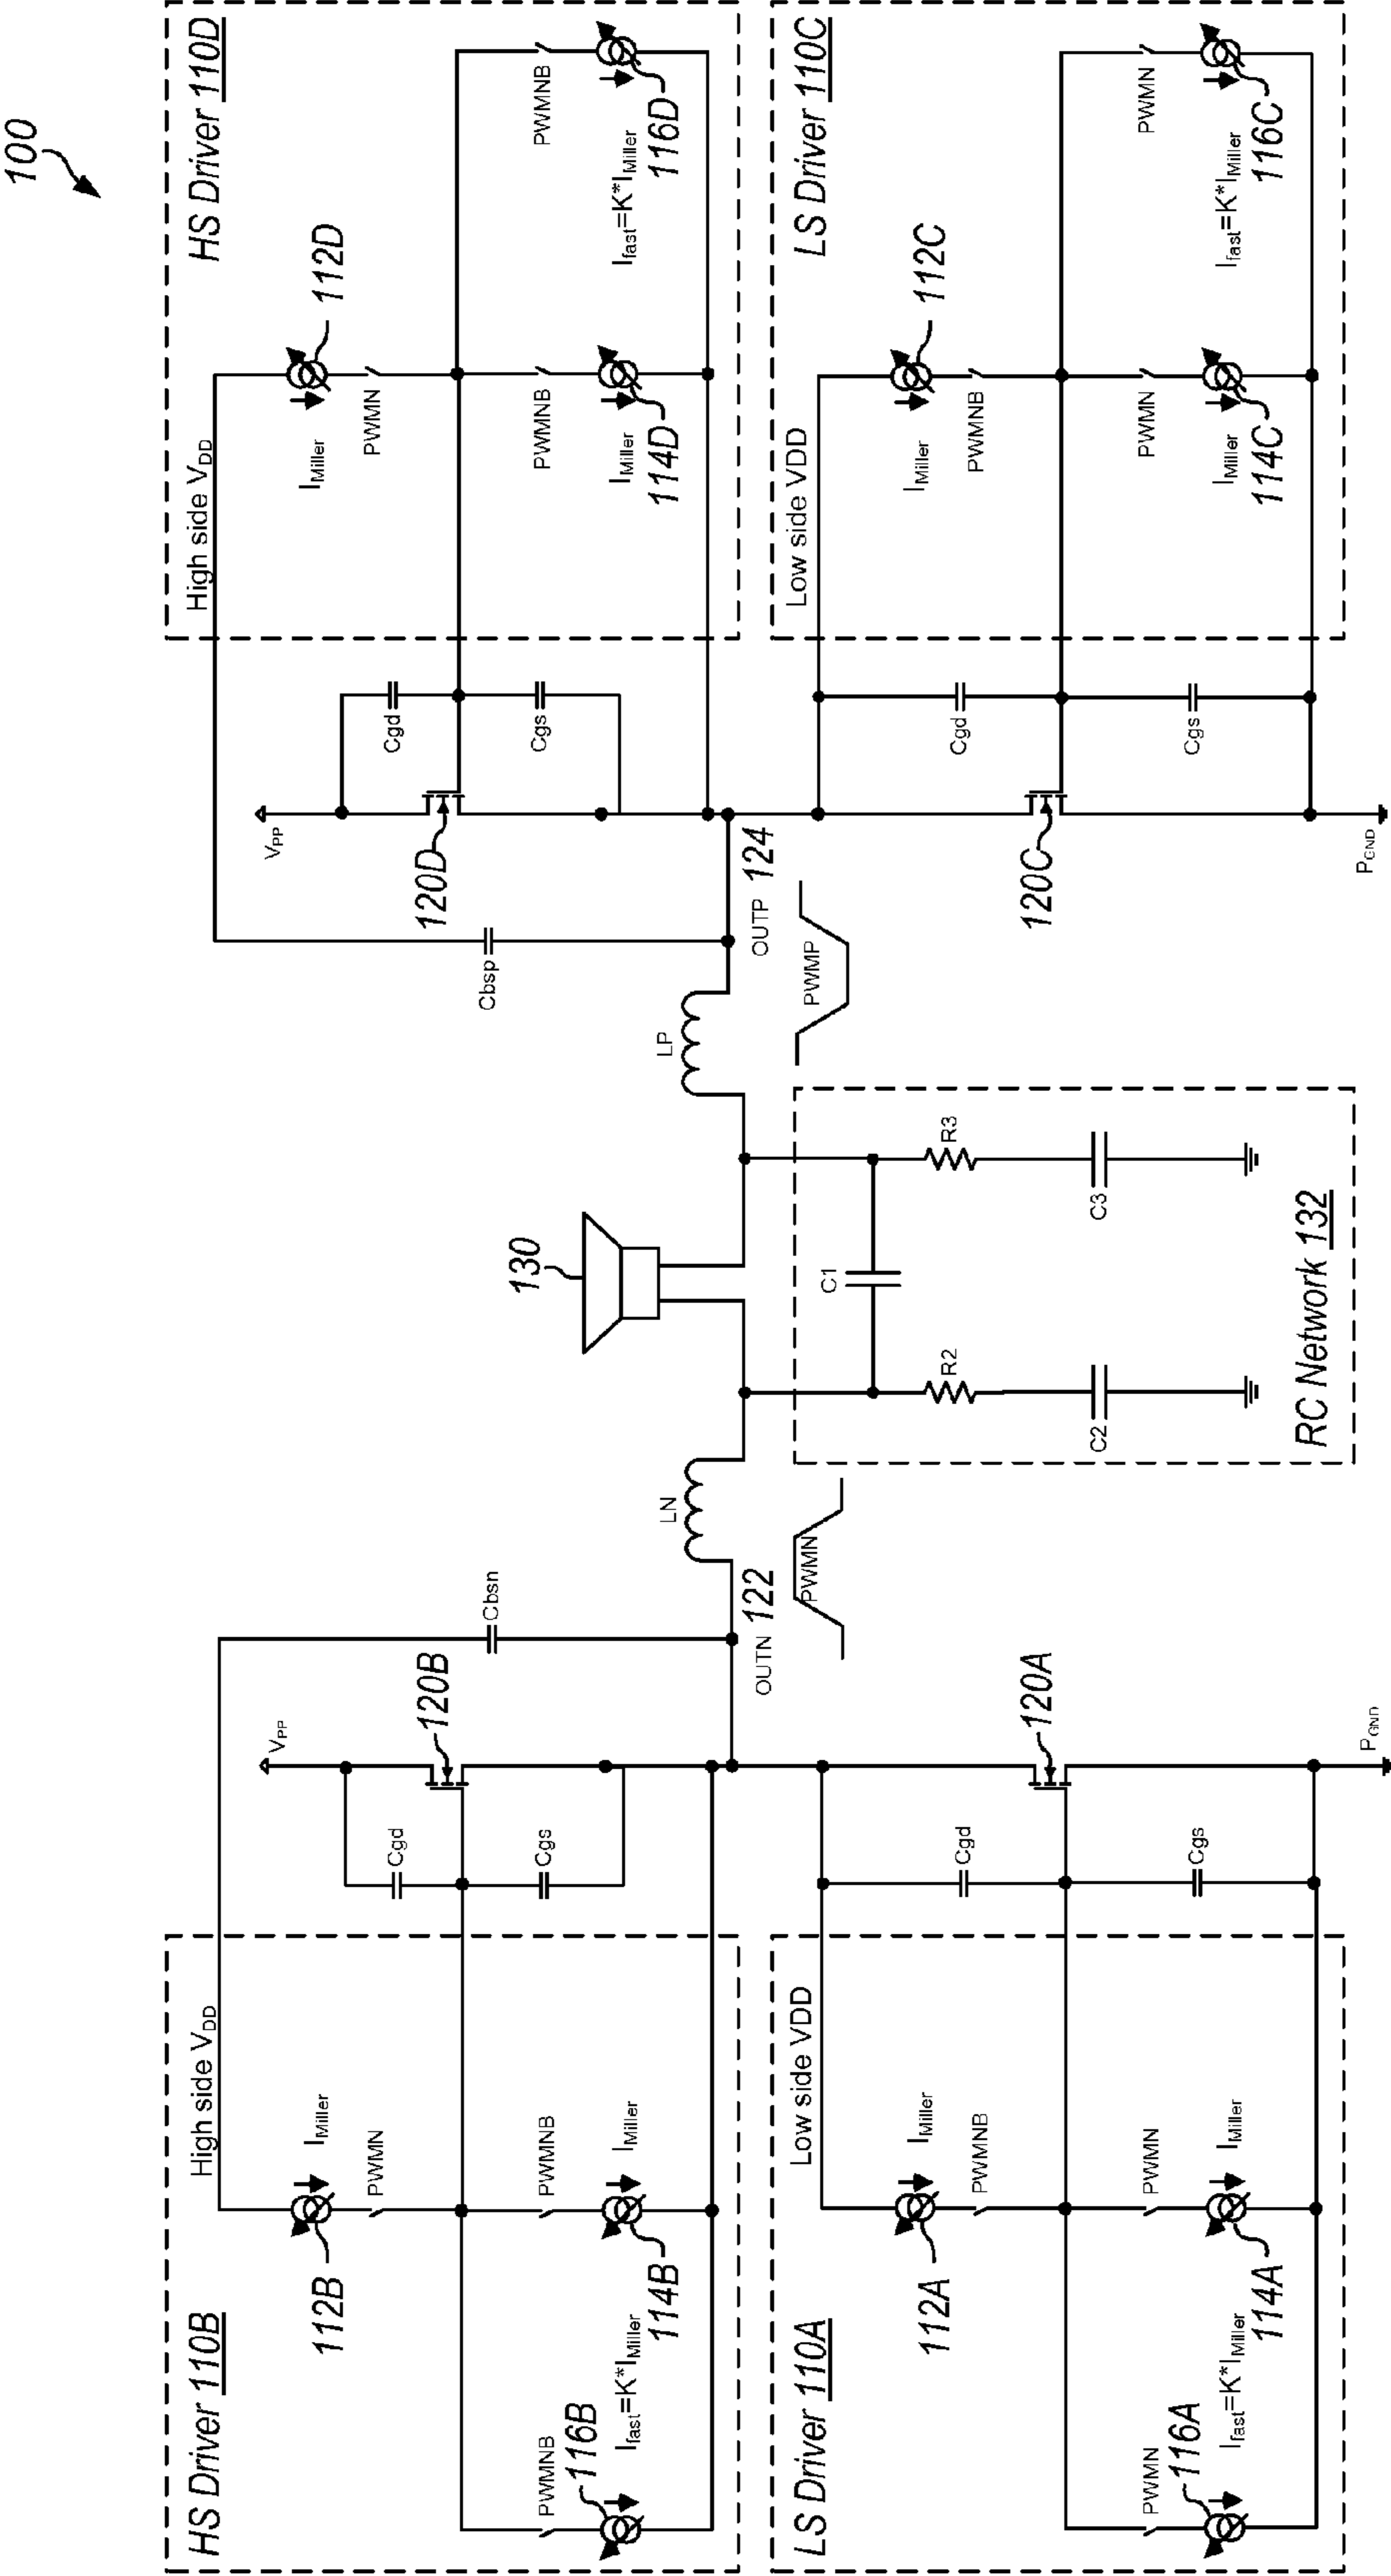 100
HS Driver 110B
High side VDD
112B
IMiller
PWMN
PWMNB
PWMNB
IMiller
114B
116B
Ifast=K*IMiller
LS Driver 110A
Low side VDD
112A
IMiller
PWMNB
PWMN
PWMN
IMiller
114A
116A
Ifast=K*IMiller
VPP
120B
Cgd
Cgs
Cbsn
OUTN 122
PWMN
LN
120A
Cgd
Cgs
PGND
130
C1
R2
C2
R3
C3
RC Network 132
LP
Cbsp
OUTP 124
PWMP
VPP
120D
Cgd
Cgs
120C
Cgd
Cgs
PGND
HS Driver 110D
High side VDD
112D
IMiller
PWMN
PWMNB
PWMNB
IMiller
114D
116D
Ifast=K*IMiller
LS Driver 110C
Low side VDD
112C
IMiller
PWMNB
PWMN
PWMN
IMiller
114C
116C
Ifast=K*IMiller